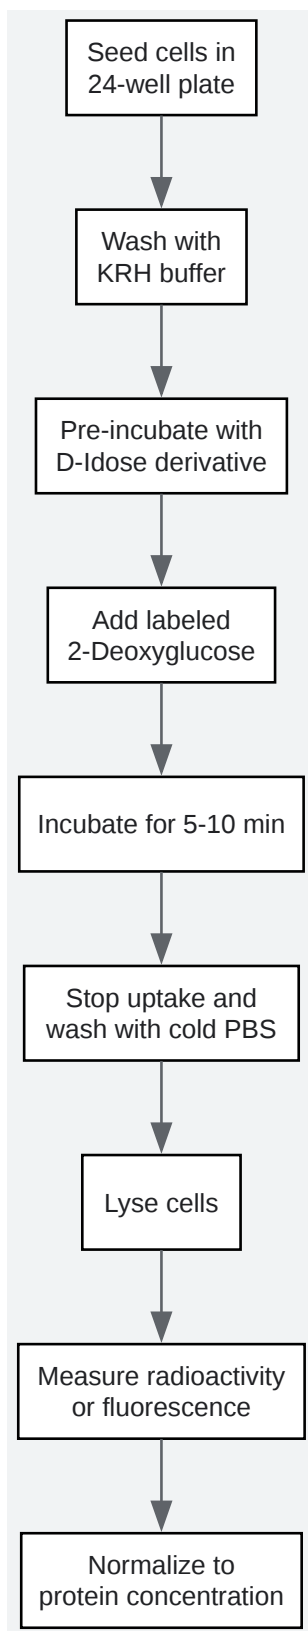 Seed cells in
24-well plate
Wash with
KRH buffer
Pre-incubate with
D-Idose derivative
Add labeled
2-Deoxyglucose
Incubate for 5-10 min
Stop uptake and
wash with cold PBS
Lyse cells
Measure radioactivity
or fluorescence
Normalize to
protein concentration